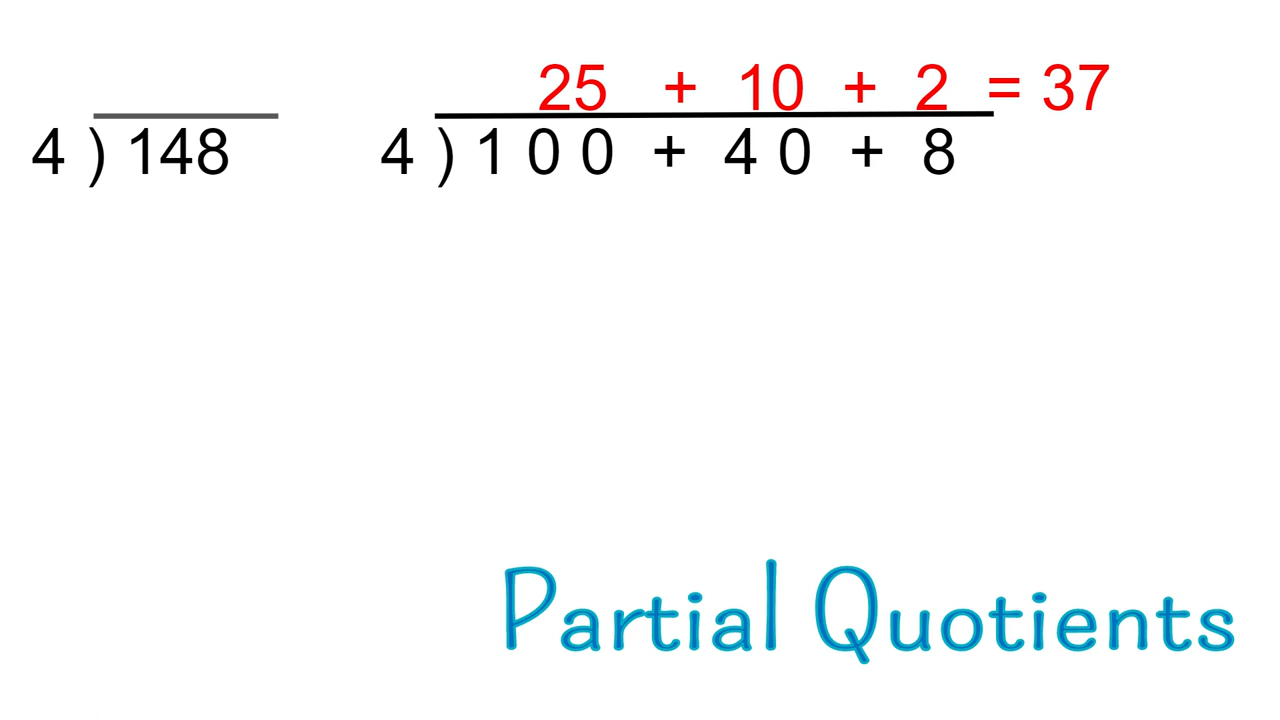 25 + 10 + 2 = 37
4 ) 148 4 ) 1 0 0 + 4 0 + 8
Partial Quotients